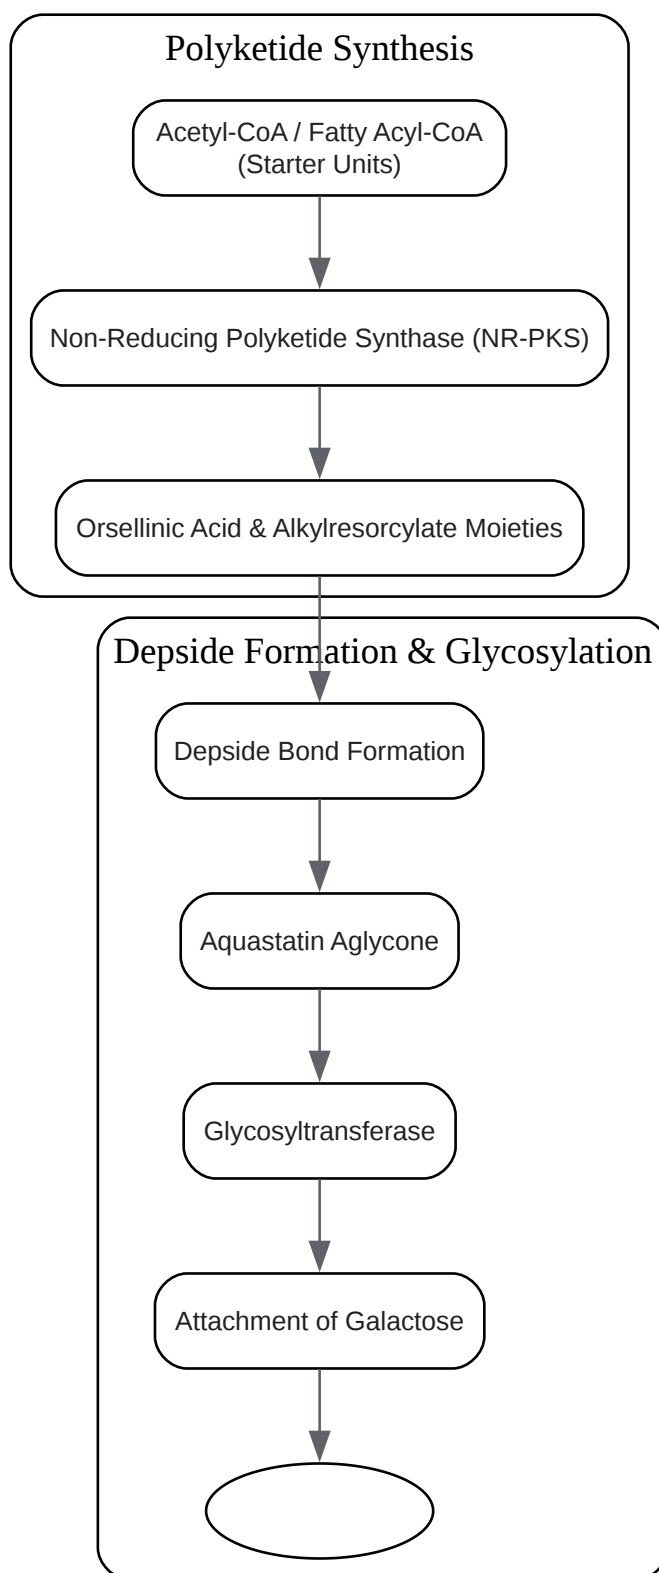 Polyketide Synthesis
Acetyl-CoA / Fatty Acyl-CoA
(Starter Units)
Non-Reducing Polyketide Synthase (NR-PKS)
Orsellinic Acid & Alkylresorcylate Moieties
Depside Formation & Glycosylation
Depside Bond Formation
Aquastatin Aglycone
Glycosyltransferase
Attachment of Galactose